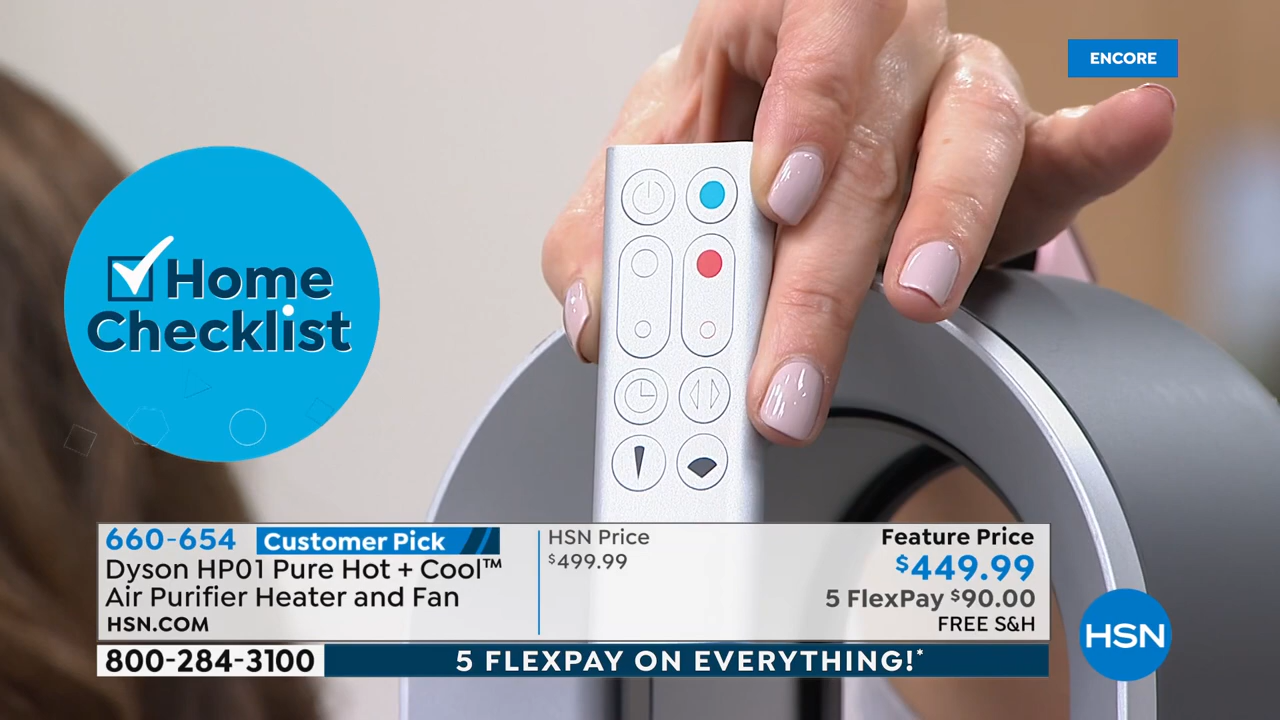 ENCORE
Home
Checklist
660-654 Customer Pick
Dyson HP01 Pure Hot + Cool™
Air Purifier Heater and Fan
HSN.COM
HSN Price
$499.99
Feature Price
$449.99
5 FlexPay $90.00
FREE S&H
HSN
800-284-3100
5 FLEXPAY ON EVERYTHING!*